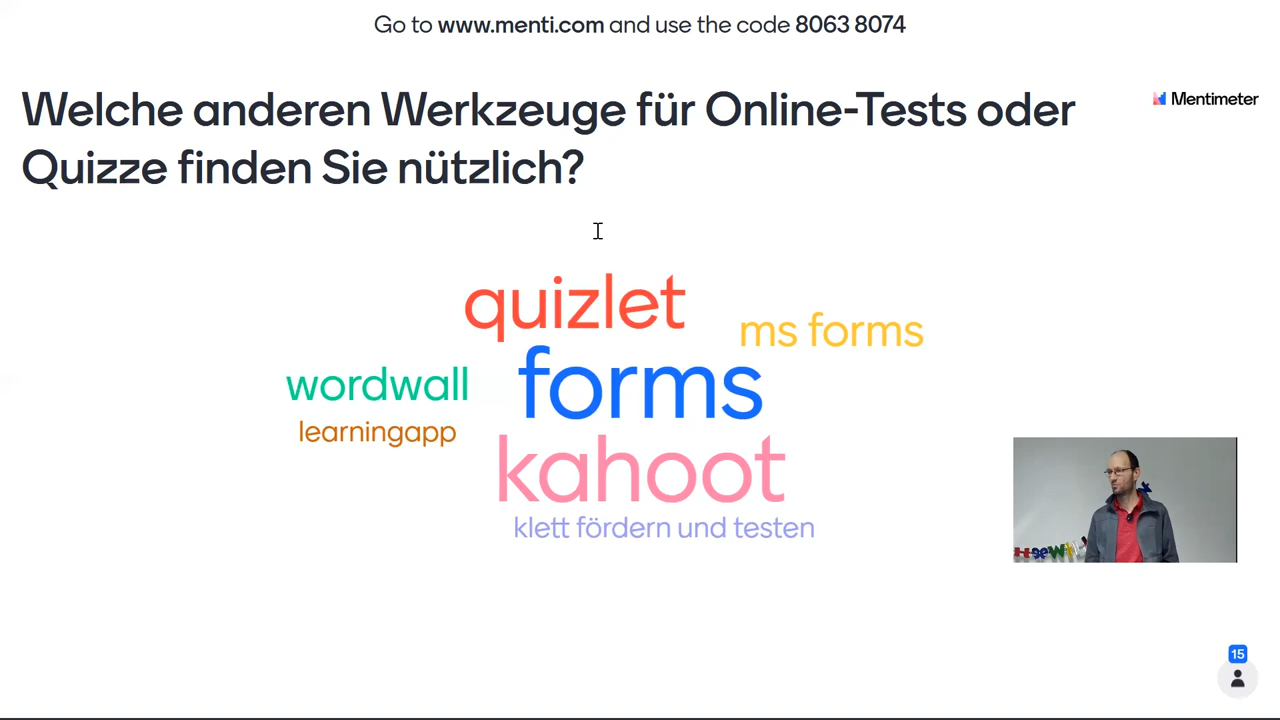 Go to www.menti.com and use the code 8063 8074
Welche anderen Werkzeuge für Online-Tests oder
Quizze finden Sie nützlich?
Mentimeter
quizlet
ms forms
wordwall
forms
learningapp
kahoot
klett fördern und testen
15